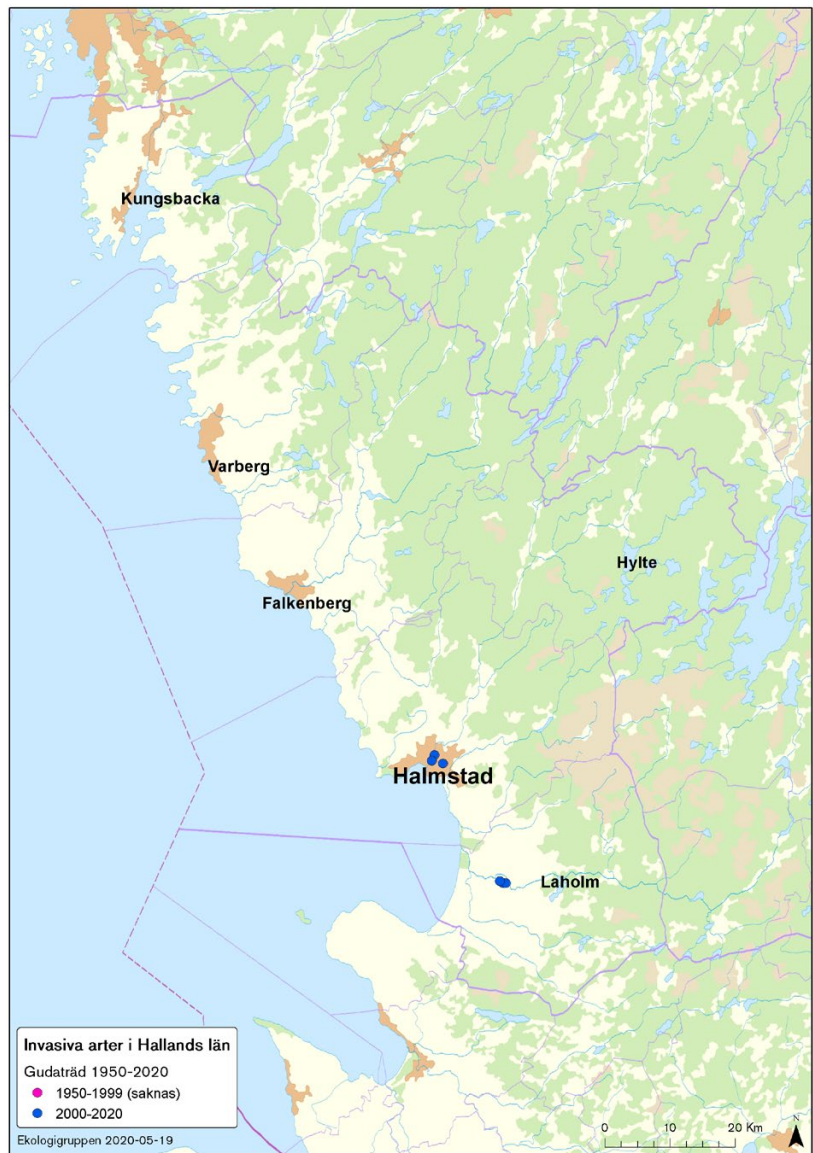 Kungsbacka
Varberg
Hylte
Falkenberg
Halmstad
Laholm
Invasiva arter i Hallands län
Gudaträd 1950-2020
1950-1999 (saknas)
2000-2020
Ekologigruppen 2020-05-19
0 10 20 Km
N